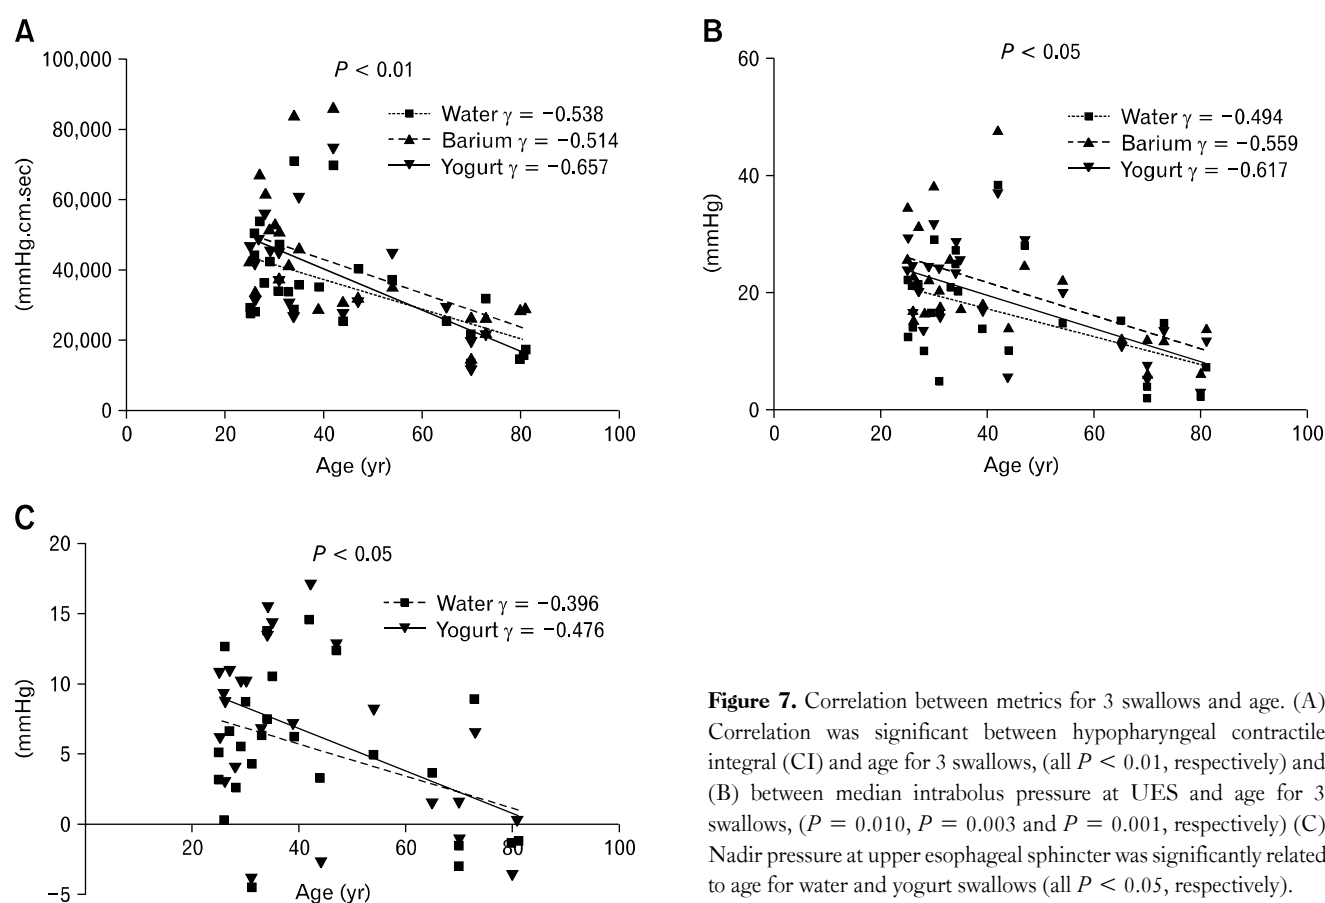 A
100,000
80,000
60,000
40,000
20,000
0
(mmHg.cm.sec)
P < 0.01
Water γ = −0.538
Barium γ = −0.514
Yogurt γ = −0.657
0 20 40 60 80 100
Age (yr)
B
60
40
20
0
(mmHg)
P < 0.05
Water γ = −0.494
Barium γ = −0.559
Yogurt γ = −0.617
0 20 40 60 80 100
Age (yr)
C
20
15
10
5
0
−5
(mmHg)
P < 0.05
Water γ = −0.396
Yogurt γ = −0.476
20 40 60 80 100
Age (yr)
Figure 7. Correlation between metrics for 3 swallows and age. (A)
Correlation was significant between hypopharyngeal contractile
integral (CI) and age for 3 swallows, (all P < 0.01, respectively) and
(B) between median intrabolus pressure at UES and age for 3
swallows, (P = 0.010, P = 0.003 and P = 0.001, respectively) (C)
Nadir pressure at upper esophageal sphincter was significantly related
to age for water and yogurt swallows (all P < 0.05, respectively).